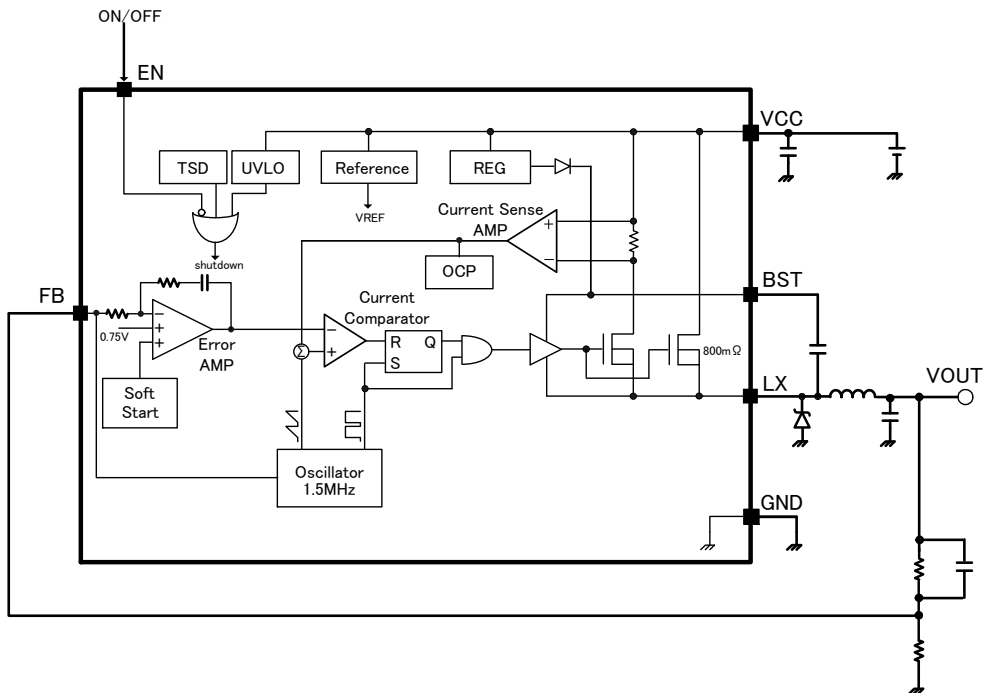 ON/OFF
EN
VCC
TSD
UVLO
Reference
REG
VREF
Current Sense
AMP
+
−
OCP
shutdown
BST
FB
Current
Comparator
−
+
+
0.75V
Error
AMP
−
+
R Q
S
Σ
800mΩ
LX
VOUT
Soft
Start
Oscillator
1.5MHz
GND